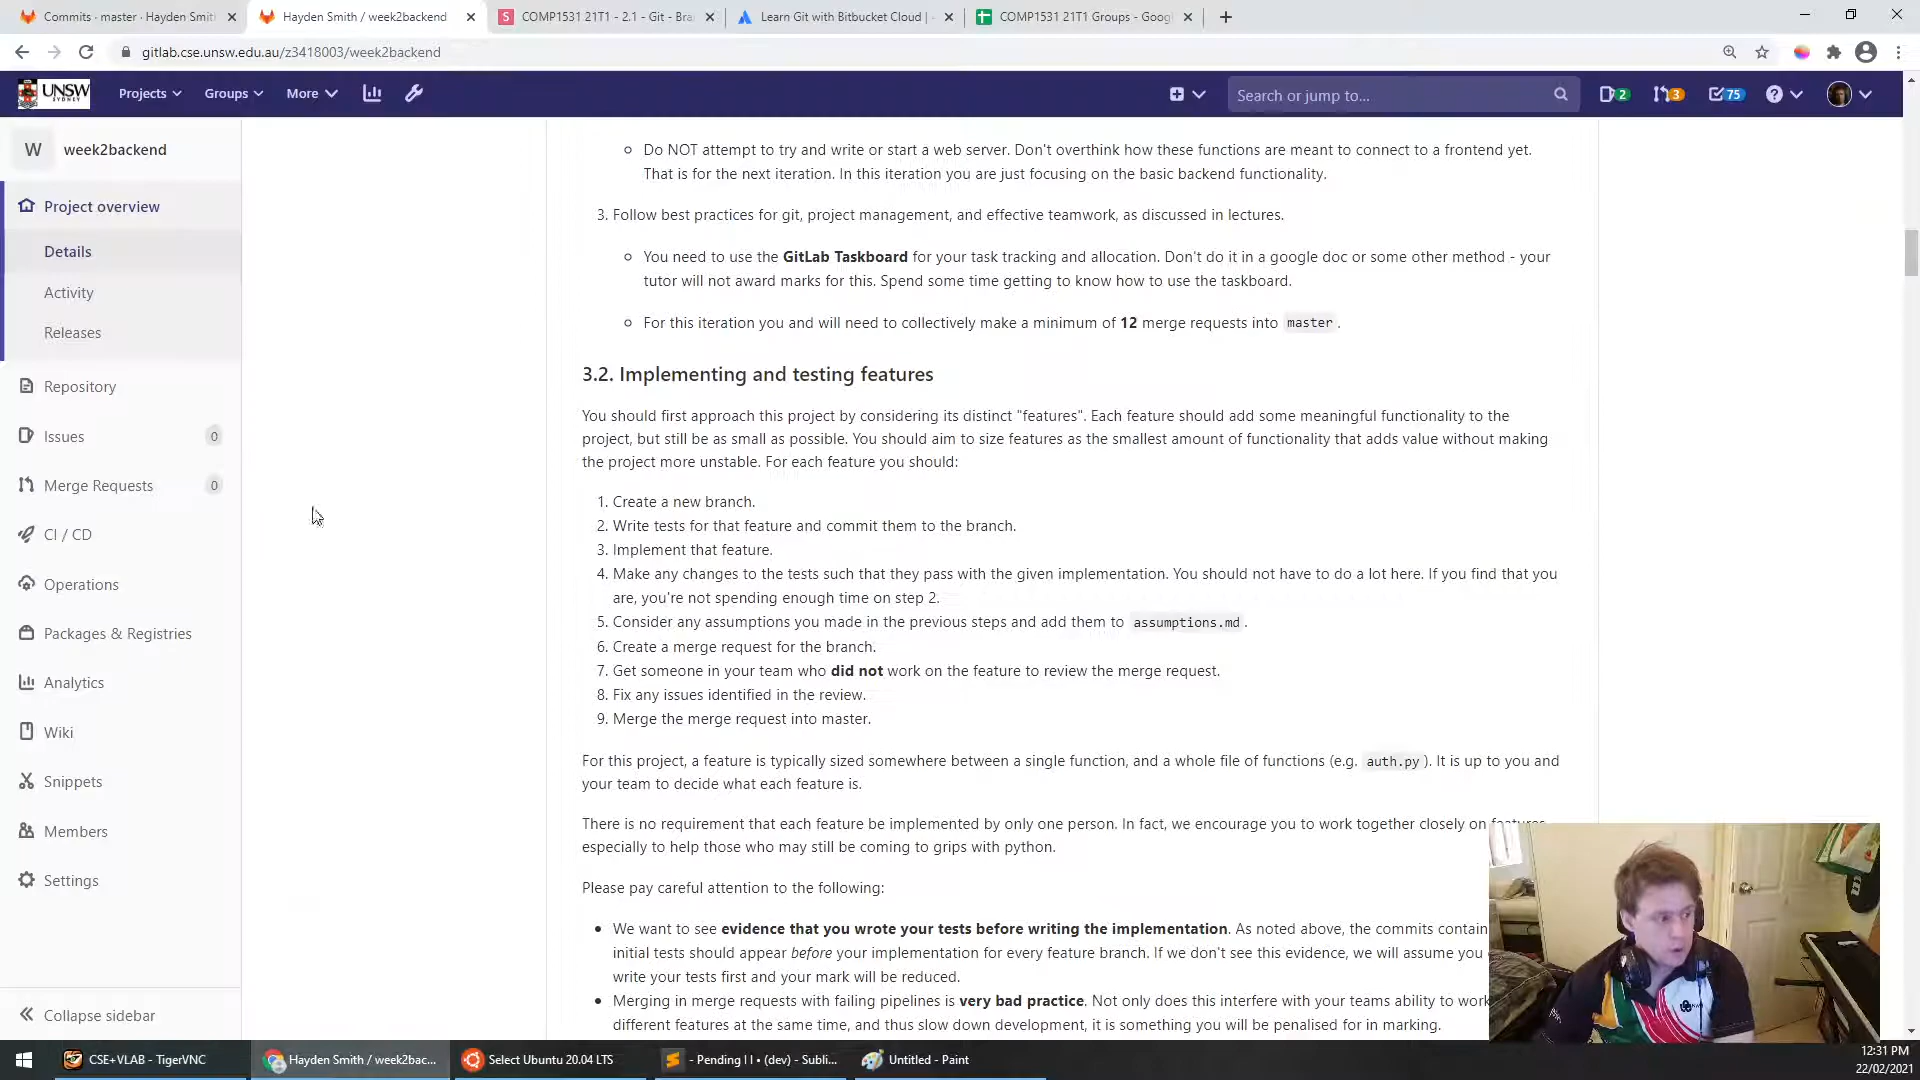 Commits · master · Hayden Smit
Hayden Smith / week2backend
COMP1531 21T1 - 2.1 - Git - Bra
Learn Git with Bitbucket Cloud |
COMP1531 21T1 Groups - Goog
gitlab.cse.unsw.edu.au/z3418003/week2backend
UNSW
SYDNEY
Projects
Groups
More
Search or jump to...
2
3
75
W
week2backend
Project overview
Details
Activity
Releases
Repository
Issues 0
Merge Requests 0
CI / CD
Operations
Packages & Registries
Analytics
Wiki
Snippets
Members
Settings
Collapse sidebar
Do NOT attempt to try and write or start a web server. Don't overthink how these functions are meant to connect to a frontend yet.
That is for the next iteration. In this iteration you are just focusing on the basic backend functionality.
3. Follow best practices for git, project management, and effective teamwork, as discussed in lectures.
You need to use the GitLab Taskboard for your task tracking and allocation. Don't do it in a google doc or some other method - your
tutor will not award marks for this. Spend some time getting to know how to use the taskboard.
For this iteration you and will need to collectively make a minimum of 12 merge requests into master .
3.2. Implementing and testing features
You should first approach this project by considering its distinct "features". Each feature should add some meaningful functionality to the
project, but still be as small as possible. You should aim to size features as the smallest amount of functionality that adds value without making
the project more unstable. For each feature you should:
1. Create a new branch.
2. Write tests for that feature and commit them to the branch.
3. Implement that feature.
4. Make any changes to the tests such that they pass with the given implementation. You should not have to do a lot here. If you find that you
are, you're not spending enough time on step 2.
5. Consider any assumptions you made in the previous steps and add them to assumptions.md .
6. Create a merge request for the branch.
7. Get someone in your team who did not work on the feature to review the merge request.
8. Fix any issues identified in the review.
9. Merge the merge request into master.
For this project, a feature is typically sized somewhere between a single function, and a whole file of functions (e.g. auth.py ). It is up to you and
your team to decide what each feature is.
There is no requirement that each feature be implemented by only one person. In fact, we encourage you to work together closely on features,
especially to help those who may still be coming to grips with python.
Please pay careful attention to the following:
We want to see evidence that you wrote your tests before writing the implementation. As noted above, the commits contain
initial tests should appear before your implementation for every feature branch. If we don't see this evidence, we will assume you
write your tests first and your mark will be reduced.
Merging in merge requests with failing pipelines is very bad practice. Not only does this interfere with your teams ability to work
different features at the same time, and thus slow down development, it is something you will be penalised for in marking.
CSE+VLAB - TigerVNC
Hayden Smith / week2bac...
Select Ubuntu 20.04 LTS
- Pending I I • (dev) - Subli...
Untitled - Paint
12:31 PM
22/02/2021